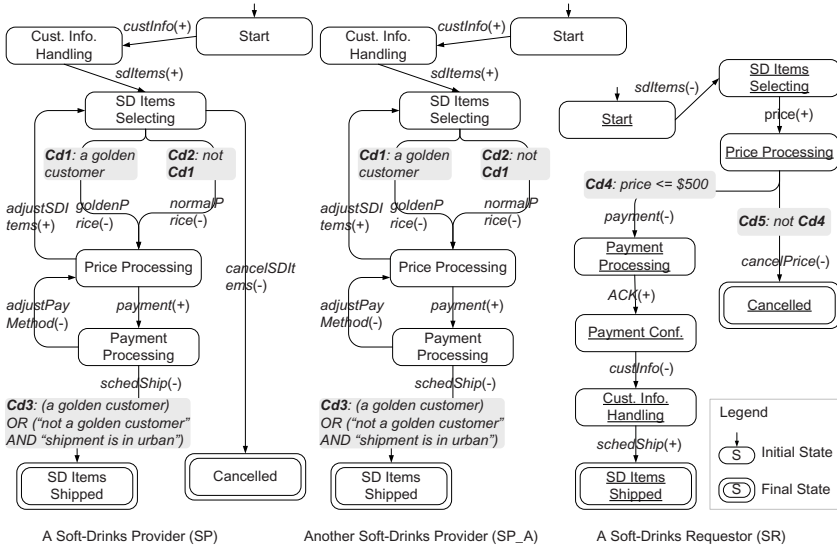 custInfo(+)
Cust. Info.
Handling
Start
sdItems(+)
SD Items
Selecting
Cd1: a golden
customer
Cd2: not
Cd1
adjustSDI
tems(+)
goldenP
rice(-)
normalP
rice(-)
Price Processing
cancelSDIt
ems(-)
adjustPay
Method(-)
payment(+)
Payment
Processing
schedShip(-)
Cd3: (a golden customer)
OR ("not a golden customer"
AND "shipment is in urban")
SD Items
Shipped
Cancelled
A Soft-Drinks Provider (SP)
custInfo(+)
Cust. Info.
Handling
Start
sdItems(+)
SD Items
Selecting
Cd1: a golden
customer
Cd2: not
Cd1
adjustSDI
tems(+)
goldenP
rice(-)
normalP
rice(-)
Price Processing
adjustPay
Method(-)
payment(+)
Payment
Processing
schedShip(-)
Cd3: (a golden customer)
OR ("not a golden customer"
AND "shipment is in urban")
SD Items
Shipped
Another Soft-Drinks Provider (SP_A)
sdItems(-)
SD Items
Selecting
Start
price(+)
Price Processing
Cd4: price <= $500
Cd5: not Cd4
payment(-)
cancelPrice(-)
Payment
Processing
Cancelled
ACK(+)
Payment Conf.
custInfo(-)
Cust. Info.
Handling
schedShip(+)
SD Items
Shipped
A Soft-Drinks Requestor (SR)
Legend
S Initial State
S Final State